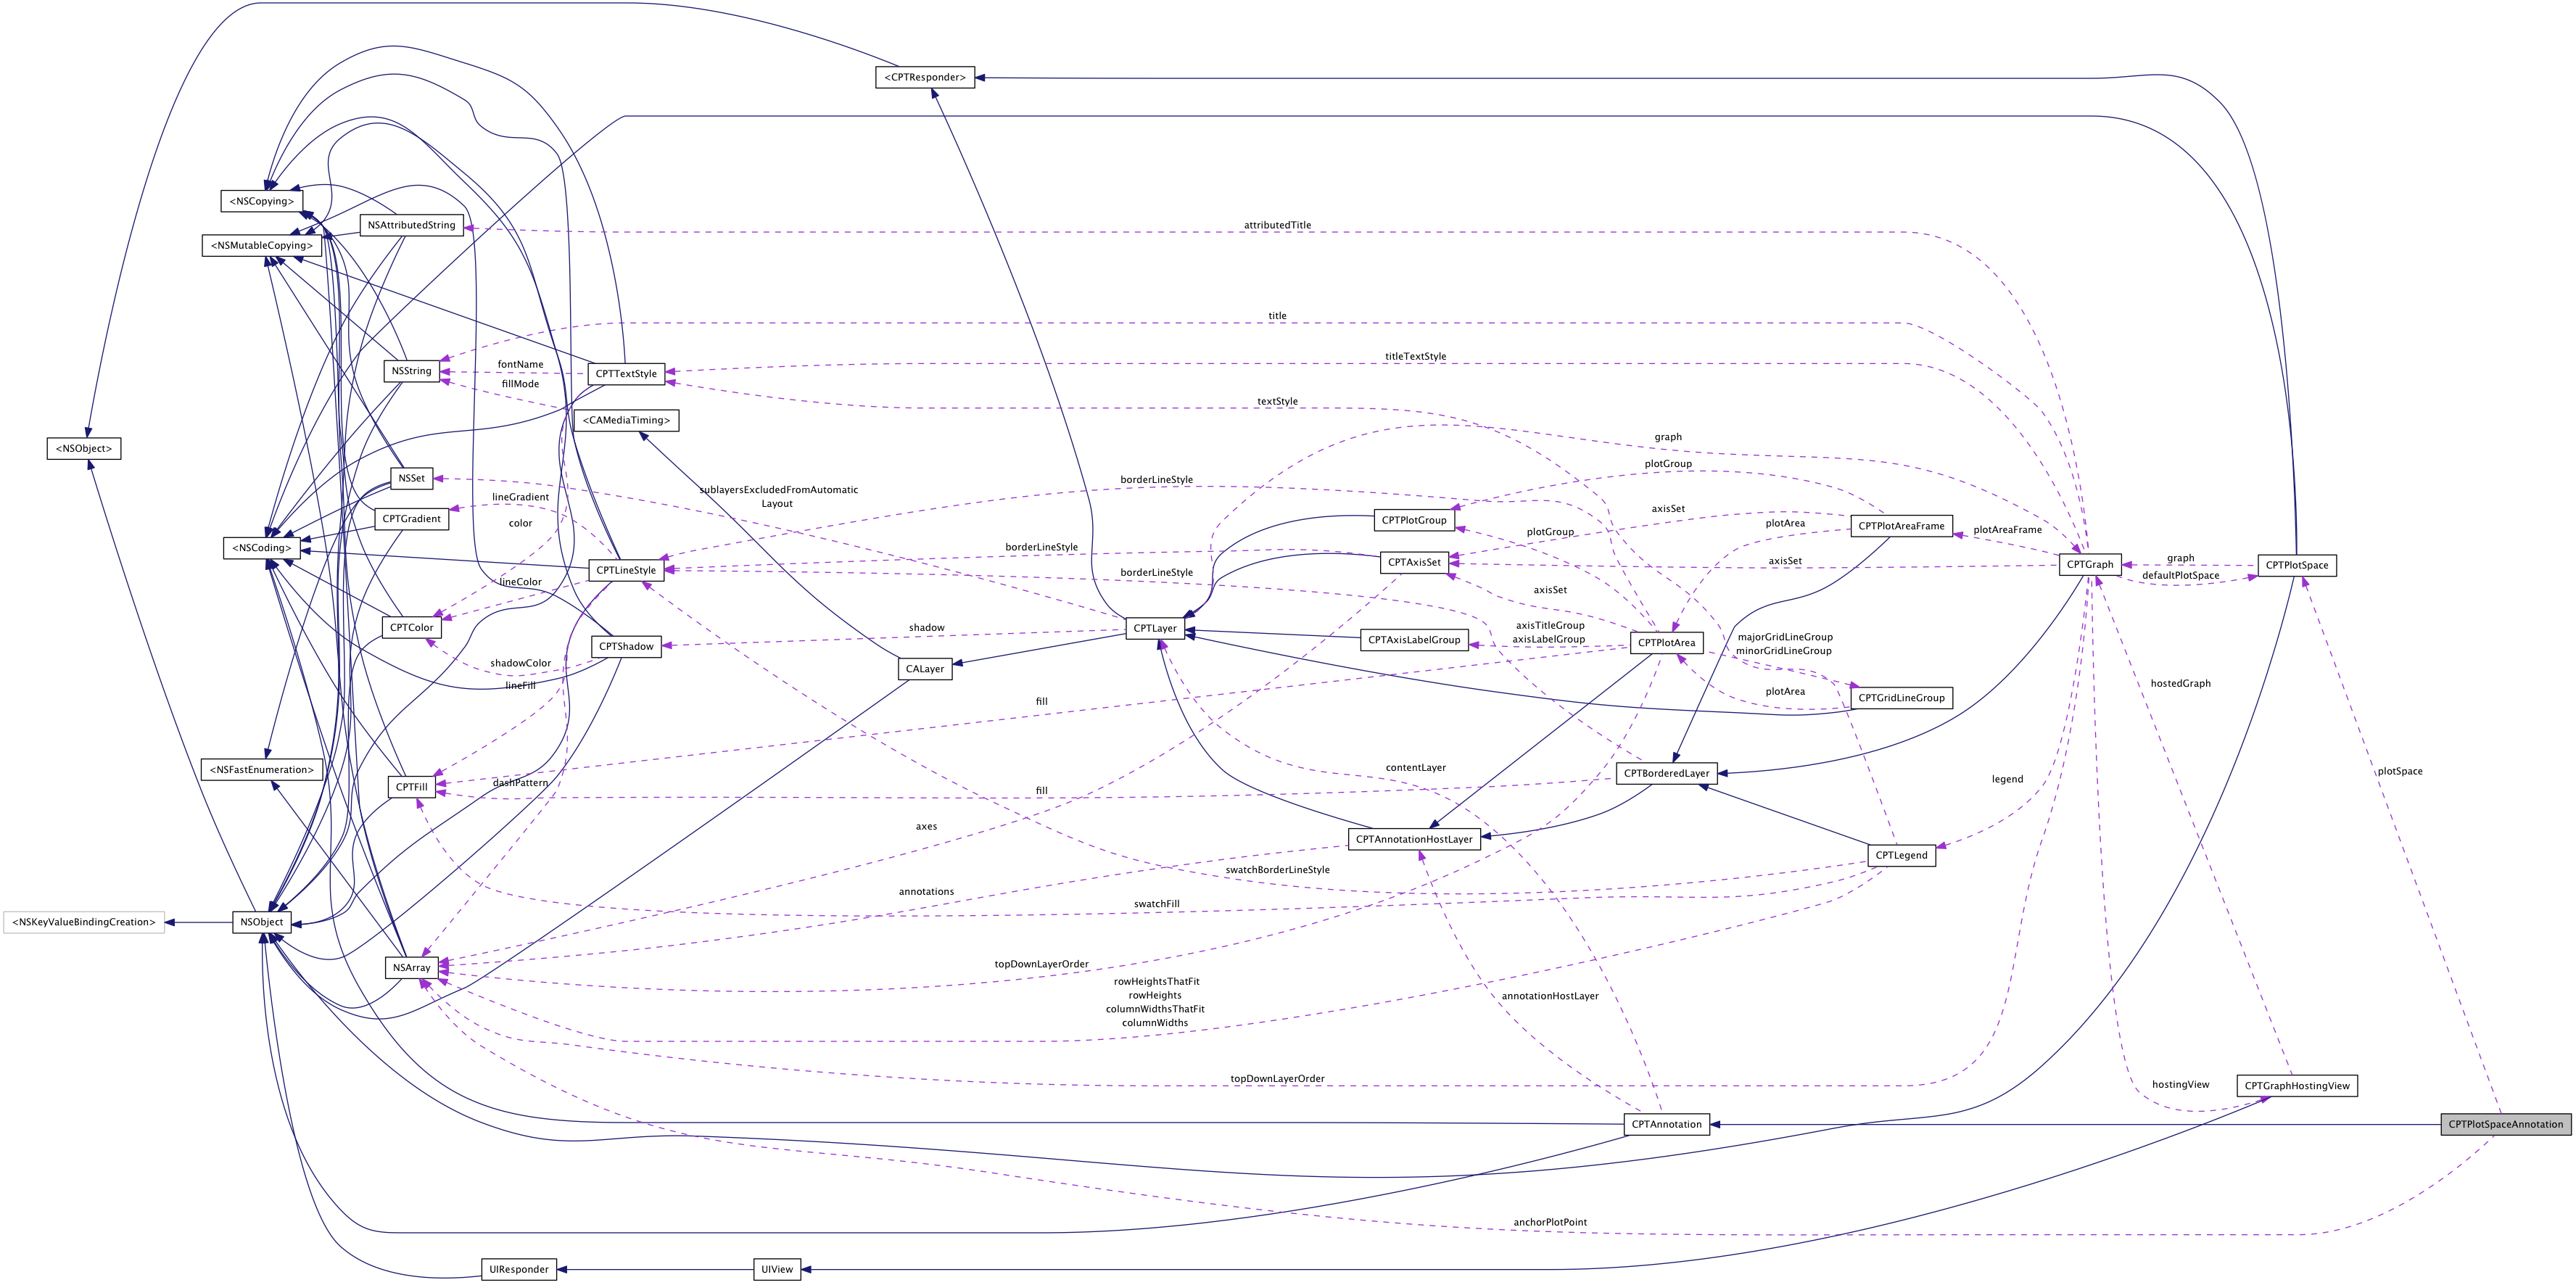 <CPTResponder>
<NSCopying>
NSAttributedString
attributedTitle
<NSMutableCopying>
title
titleTextStyle
NSString
fontName
CPTTextStyle
fillMode
textStyle
<CAMediaTiming>
graph
<NSObject>
plotGroup
NSSet
borderLineStyle
sublayersExcludedFromAutomatic
Layout
lineGradient
CPTGradient
color
CPTPlotGroup
axisSet
plotArea
CPTPlotAreaFrame
plotAreaFrame
plotGroup
<NSCoding>
borderLineStyle
CPTAxisSet
axisSet
CPTGraph
graph
defaultPlotSpace
CPTPlotSpace
CPTLineStyle
borderLineStyle
lineColor
axisSet
CPTColor
shadow
CPTLayer
axisTitleGroup
axisLabelGroup
CPTAxisLabelGroup
CPTPlotArea
majorGridLineGroup
minorGridLineGroup
CPTShadow
shadowColor
CALayer
lineFill
hostedGraph
fill
plotArea
CPTGridLineGroup
<NSFastEnumeration>
contentLayer
CPTBorderedLayer
plotSpace
legend
CPTFill
dashPattern
fill
axes
CPTAnnotationHostLayer
CPTLegend
swatchBorderLineStyle
annotations
swatchFill
<NSKeyValueBindingCreation>
NSObject
NSArray
topDownLayerOrder
rowHeightsThatFit
rowHeights
columnWidthsThatFit
columnWidths
annotationHostLayer
topDownLayerOrder
hostingView
CPTGraphHostingView
CPTAnnotation
CPTPlotSpaceAnnotation
anchorPlotPoint
UIResponder
UIView